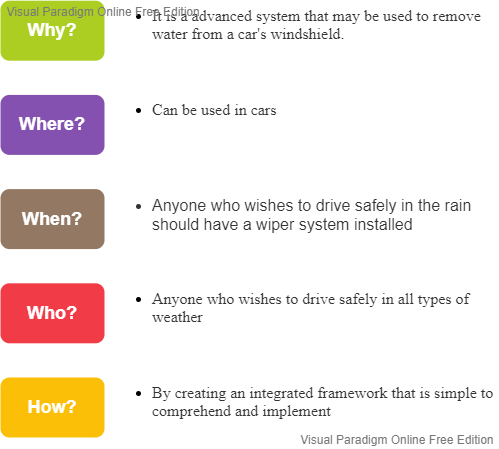 Visual Paradigm Online Free Edition
Why?
It is a advanced system that may be used to remove
water from a car's windshield.
Where?
Can be used in cars
When?
Anyone who wishes to drive safely in the rain
should have a wiper system installed
Who?
Anyone who wishes to drive safely in all types of
weather
How?
By creating an integrated framework that is simple to
comprehend and implement
Visual Paradigm Online Free Edition